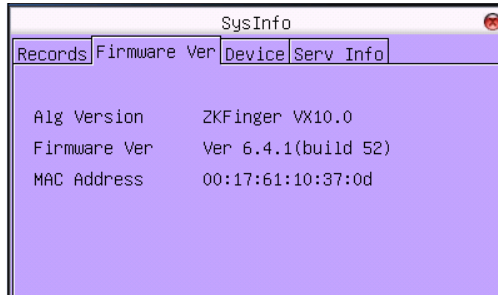 SysInfo
Records Firmware Ver Device Serv Info
Alg Version ZKFinger VX10.0
Firmware Ver Ver 6.4.1(build 52)
MAC Address 00:17:61:10:37:0d